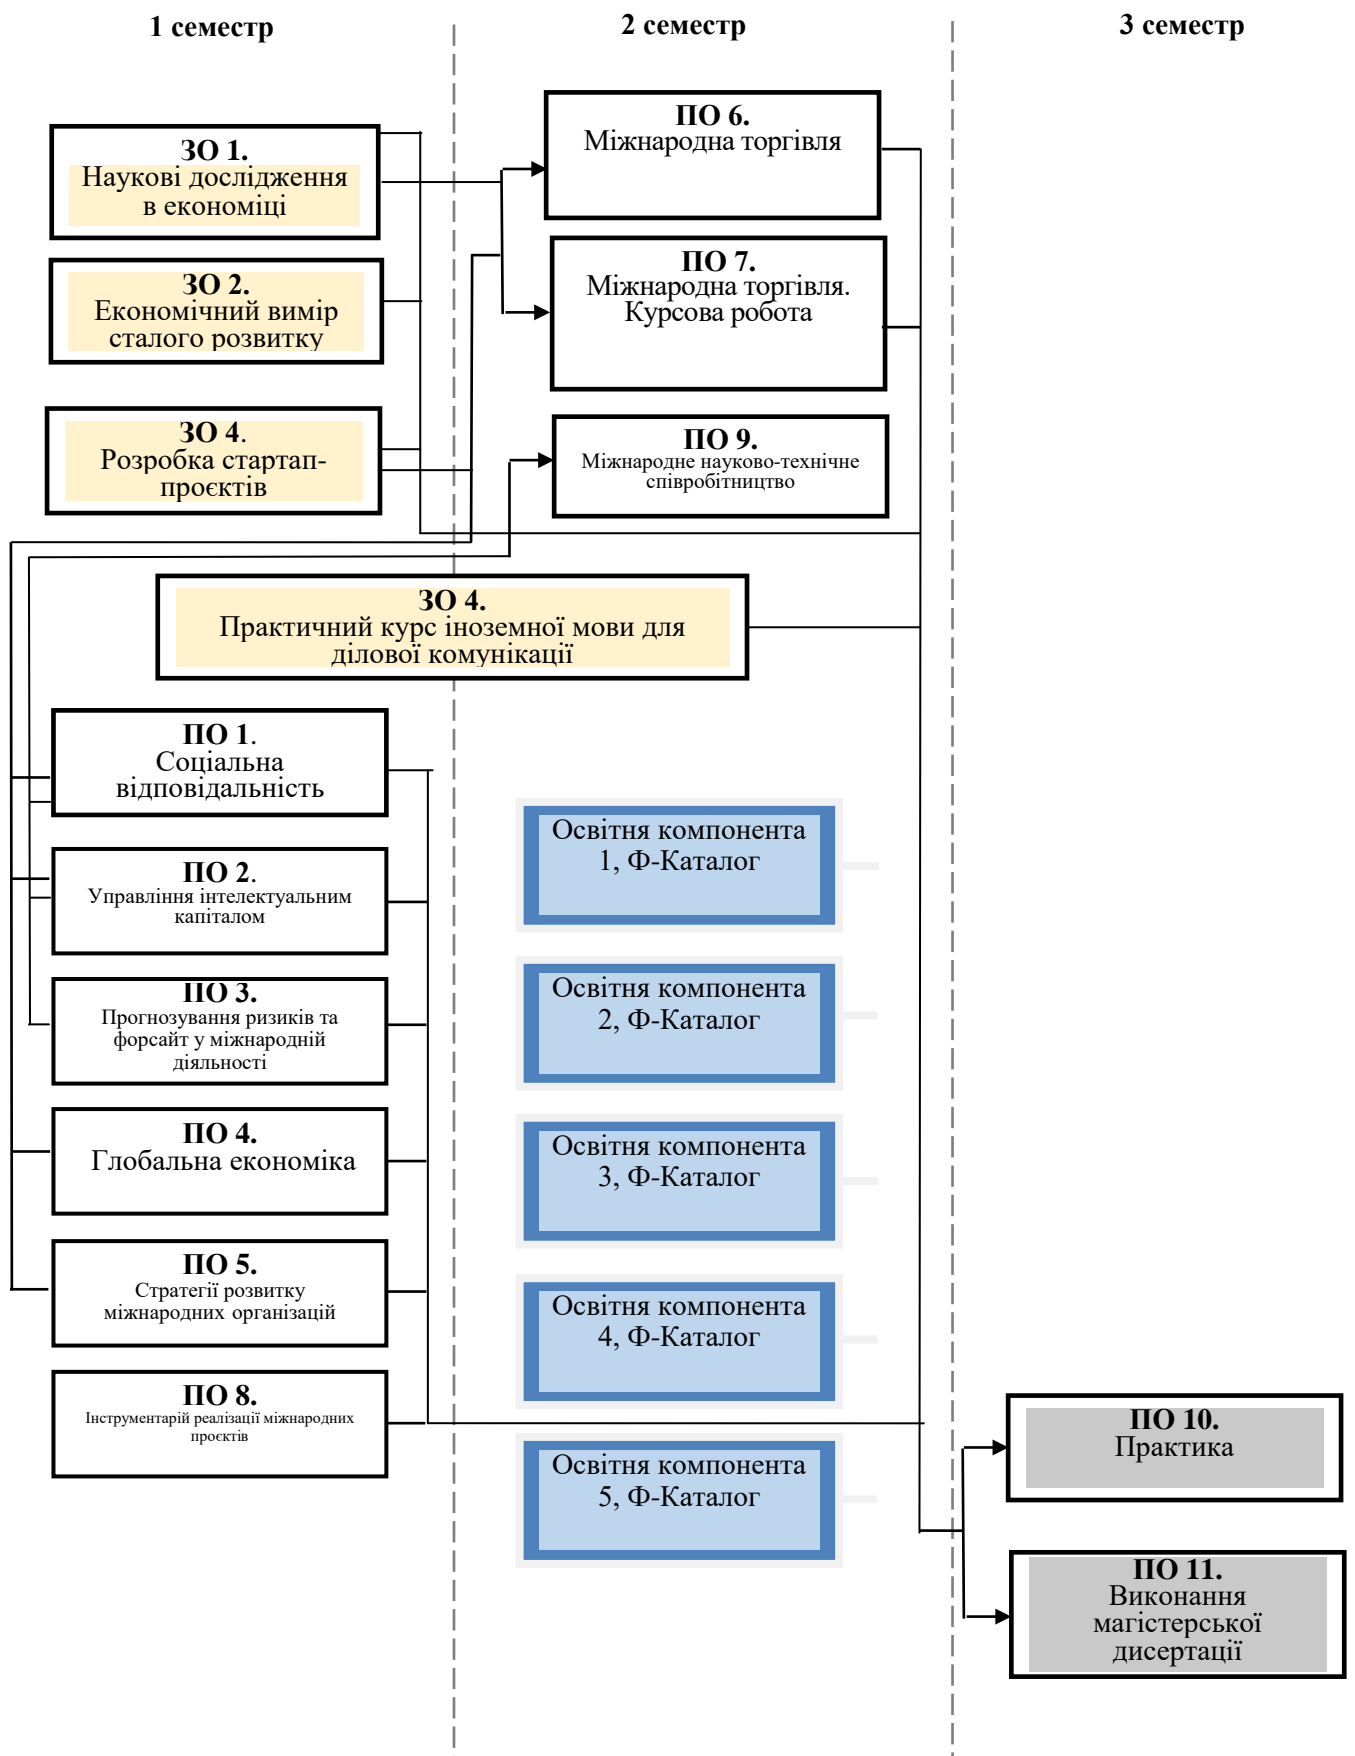 1 семестр
2 семестр
3 семестр
ЗО 1.
Наукові дослідження
в економіці
ЗО 2.
Економічний вимір
сталого розвитку
ЗО 4.
Розробка стартап-
проєктів
ПО 6.
Міжнародна торгівля
ПО 7.
Міжнародна торгівля.
Курсова робота
ПО 9.
Міжнародне науково-технічне
співробітництво
ЗО 4.
Практичний курс іноземної мови для
ділової комунікації
ПО 1.
Соціальна
відповідальність
ПО 2.
Управління інтелектуальним
капіталом
ПО 3.
Прогнозування ризиків та
форсайт у міжнародній
діяльності
ПО 4.
Глобальна економіка
ПО 5.
Стратегії розвитку
міжнародних організацій
ПО 8.
Інструментарій реалізації міжнародних
проєктів
Освітня компонента
1, Ф-Каталог
Освітня компонента
2, Ф-Каталог
Освітня компонента
3, Ф-Каталог
Освітня компонента
4, Ф-Каталог
Освітня компонента
5, Ф-Каталог
ПО 10.
Практика
ПО 11.
Виконання
магістерської
дисертації